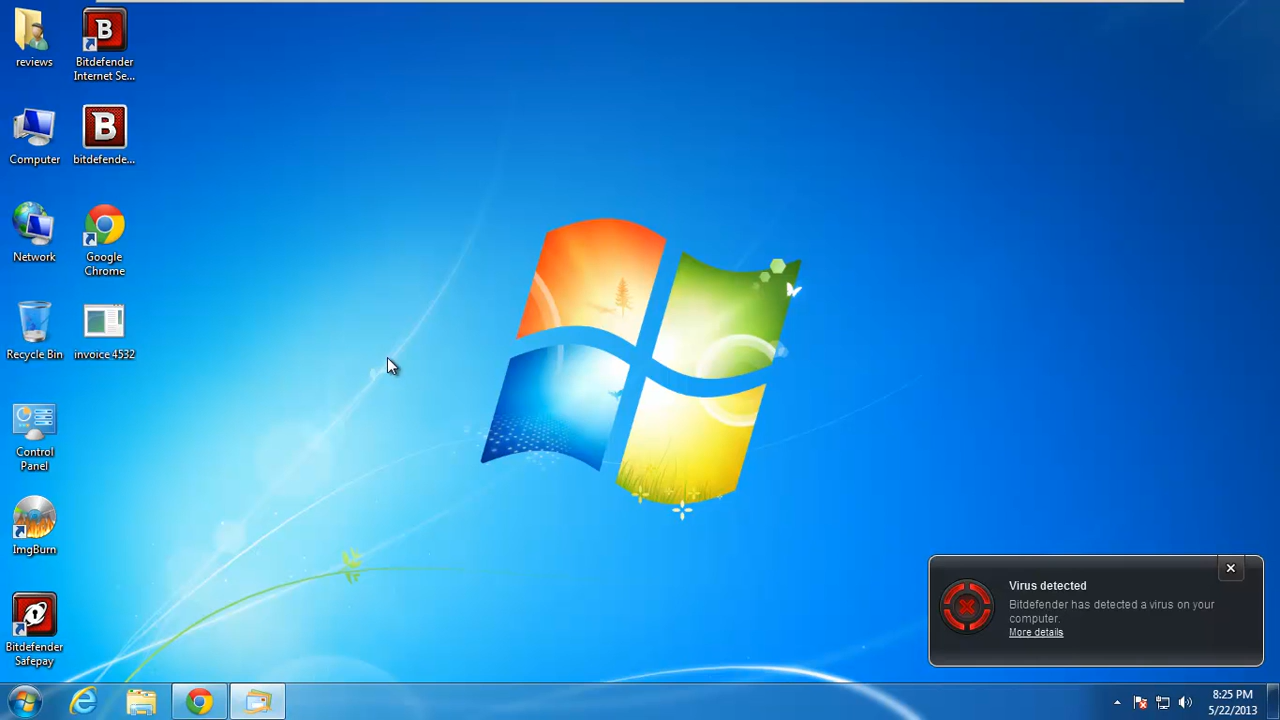 reviews
Bitdefender
Internet Se...
Computer
bitdefende...
Network
Google
Chrome
Recycle Bin
invoice 4532
Control
Panel
ImgBurn
Bitdefender
Safepay
Virus detected
Bitdefender has detected a virus on your
computer.
More details
8:25 PM
5/22/2013